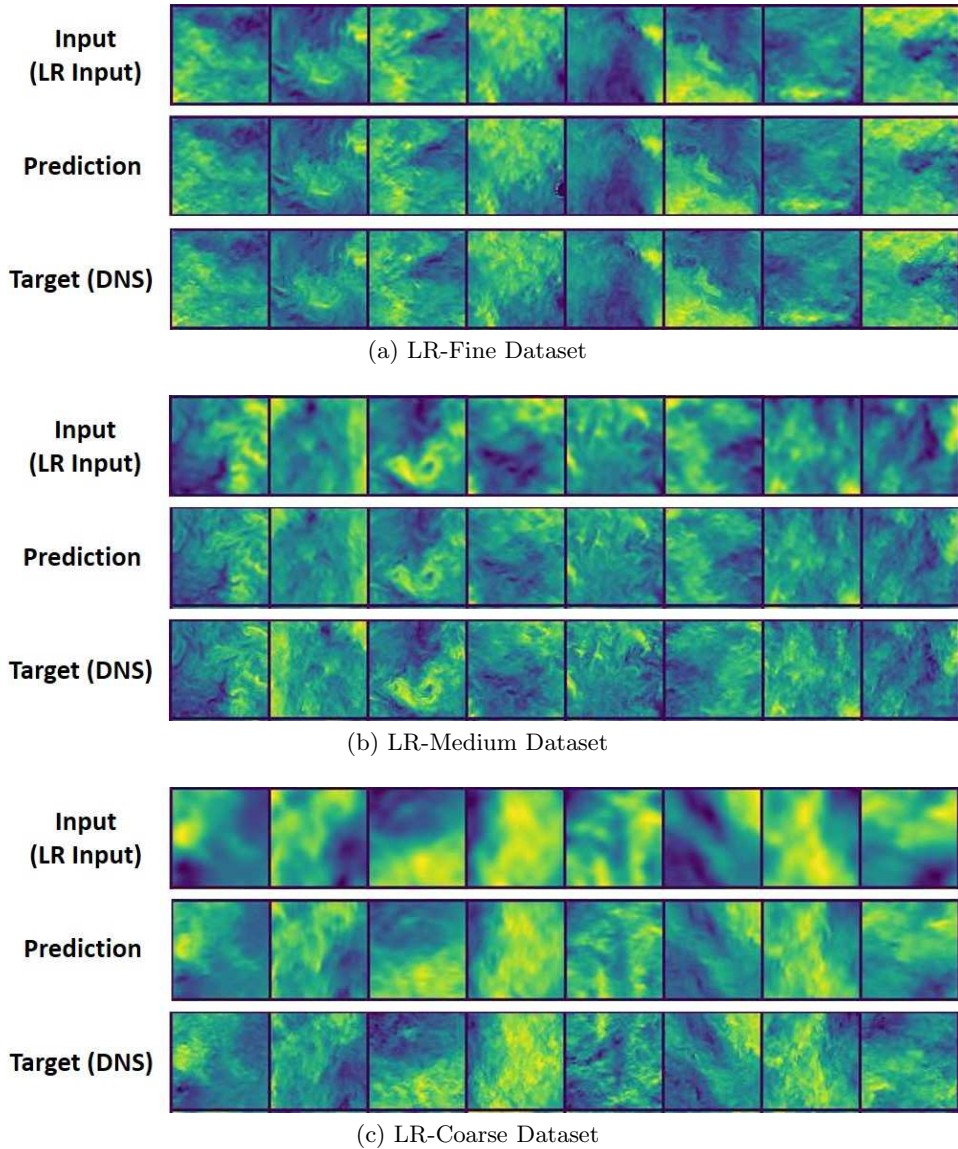 Input
(LR Input)
Prediction
Target (DNS)
(a) LR-Fine Dataset
Input
(LR Input)
Prediction
Target (DNS)
(b) LR-Medium Dataset
Input
(LR Input)
Prediction
Target (DNS)
(c) LR-Coarse Dataset